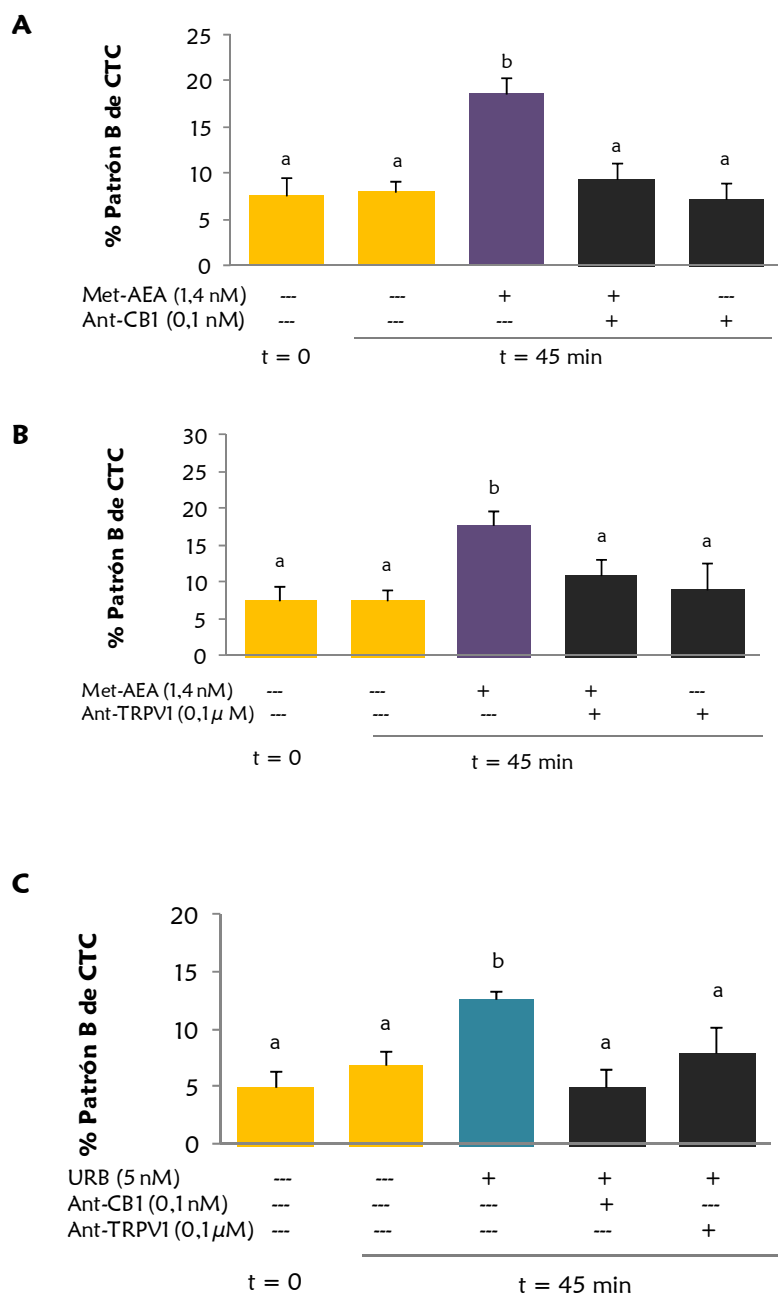 A
% Patrón B de CTC
25
20
15
10
5
0
a a b a a
Met-AEA (1,4 nM) --- --- + + ---
Ant-CB1 (0,1 nM) --- --- --- + +
t = 0 t = 45 min
B
% Patrón B de CTC
30
25
20
15
10
5
0
a a b a a
Met-AEA (1,4 nM) --- --- + + ---
Ant-TRPV1 (0,1µ M) --- --- --- + +
t = 0 t = 45 min
C
% Patrón B de CTC
20
15
10
5
0
a a b a a
URB (5 nM) --- --- + + +
Ant-CB1 (0,1 nM) --- --- --- + ---
Ant-TRPV1 (0,1µM) --- --- --- --- +
t = 0 t = 45 min